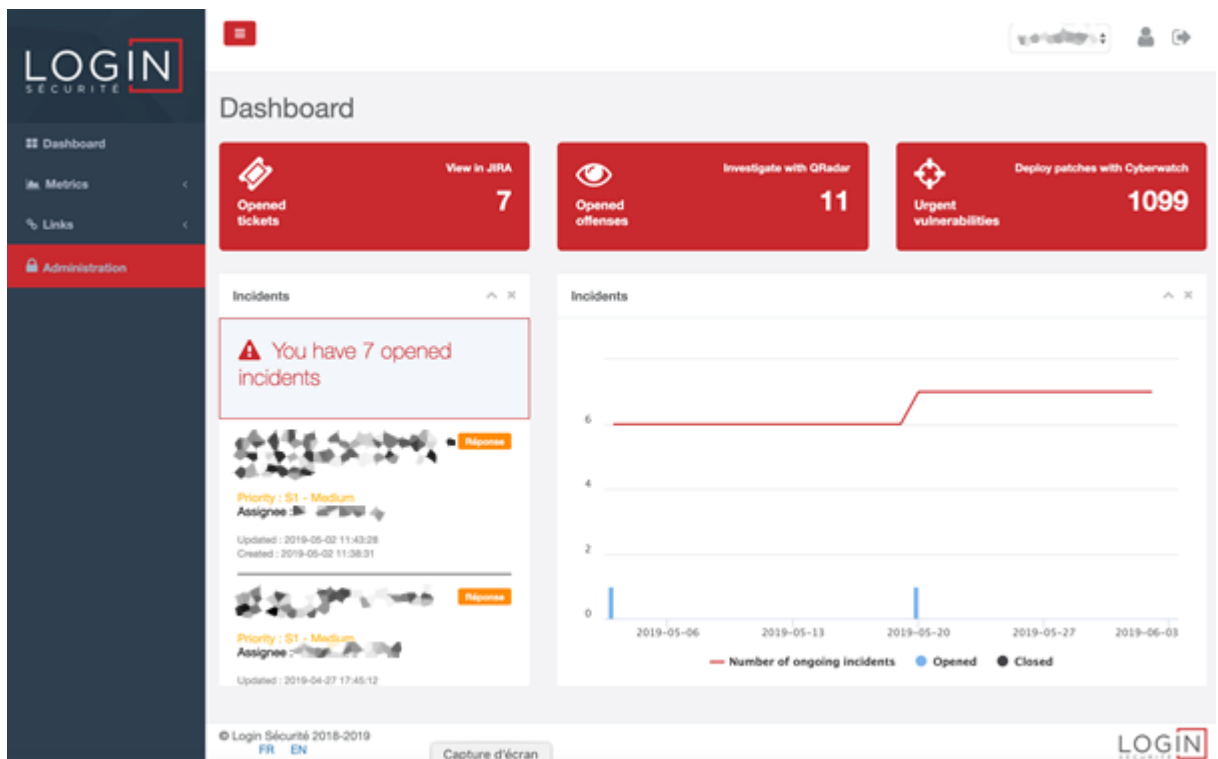 LOGIN
SÉCURITÉ
Dashboard
Metrics
Links
Administration
Dashboard
View in JIRA
7
Opened
tickets
Investigate with QRadar
11
Opened
offenses
Deploy patches with Cyberwatch
1099
Urgent
vulnerabilities
Incidents
You have 7 opened
incidents
Réponse
Priority : S1 - Medium
Assignee :
Updated : 2019-05-02 11:43:28
Created : 2019-05-02 11:38:31
Réponse
Priority : S1 - Medium
Assignee :
Updated : 2019-04-27 17:45:12
Incidents
6
4
2
0
2019-05-06 2019-05-13 2019-05-20 2019-05-27 2019-06-03
Number of ongoing incidents Opened Closed
© Login Sécurité 2018-2019
FR EN
Capture d'écran
LOGIN